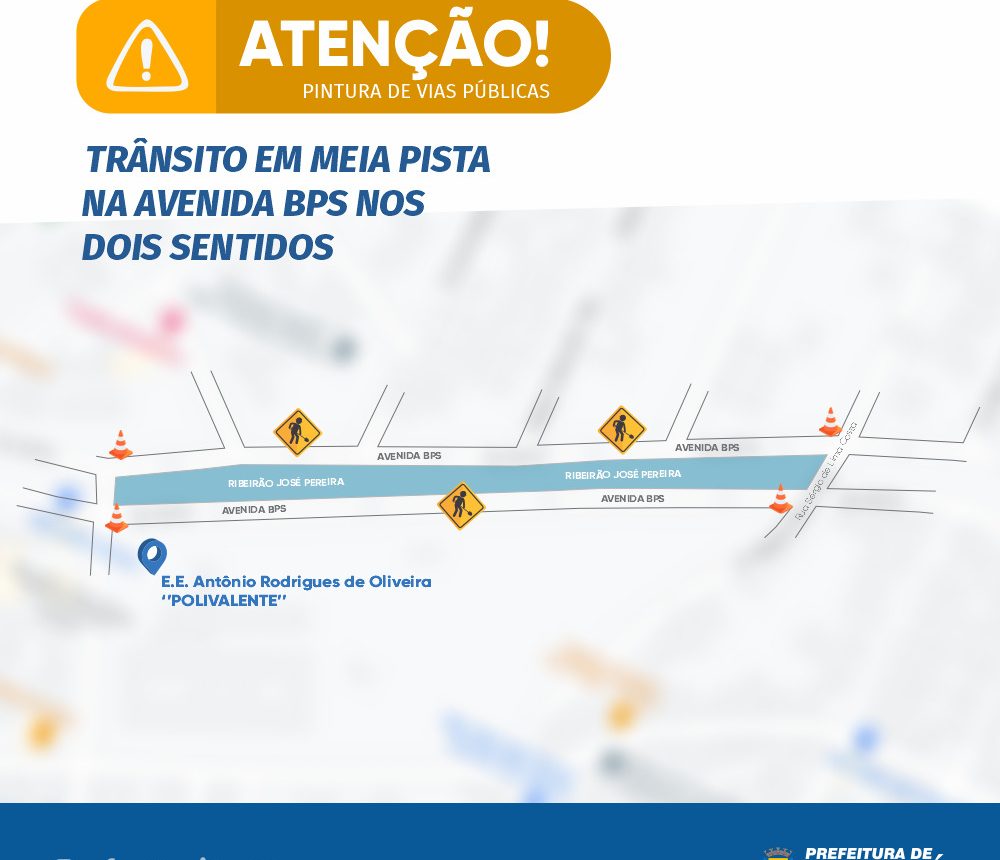 ATENÇÃO!
PINTURA DE VIAS PÚBLICAS
TRÂNSITO EM MEIA PISTA
NA AVENIDA BPS NOS
DOIS SENTIDOS
AVENIDA BPS
AVENIDA BPS
RIBEIRÃO JOSÉ PEREIRA
RIBEIRÃO JOSÉ PEREIRA
AVENIDA BPS
AVENIDA BPS
Rua Sérgio de Lima Costa
E.E. Antônio Rodrigues de Oliveira
‘’POLIVALENTE’’
PREFEITURA DE